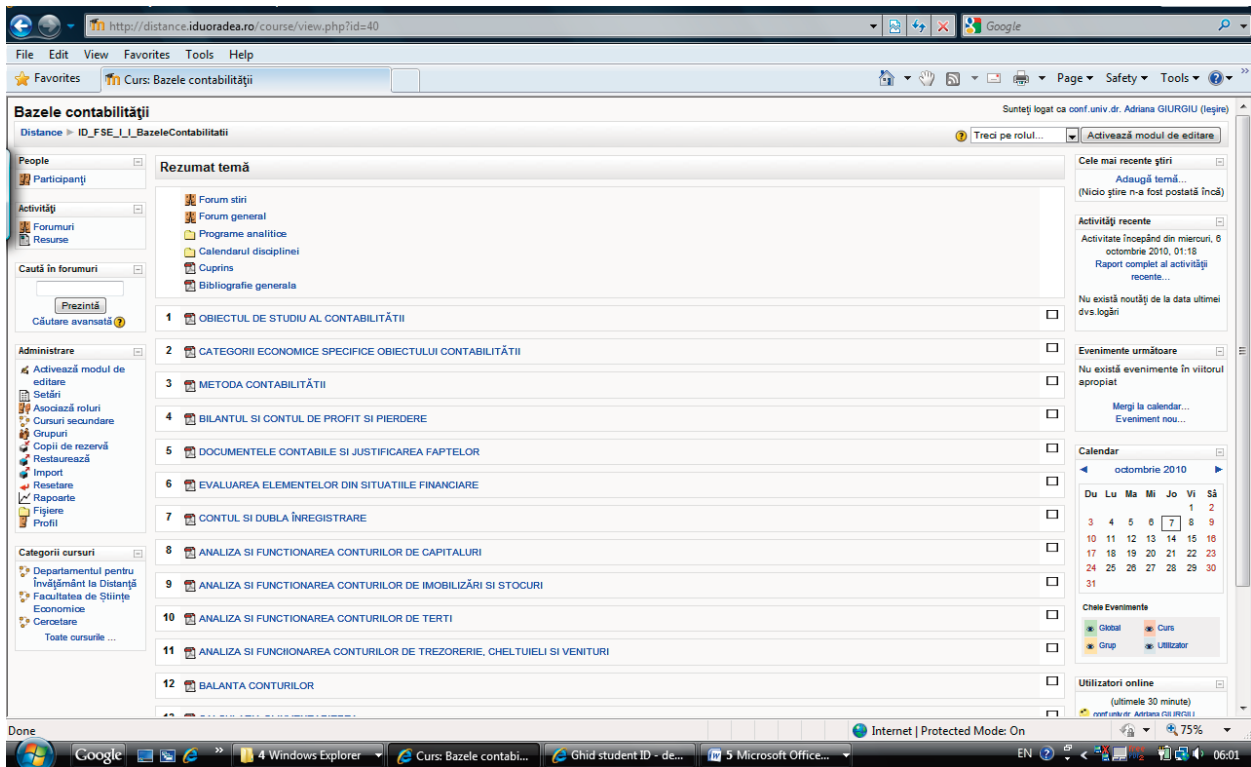 http://distance.iduoradea.ro/course/view.php?id=40
Google
File Edit View Favorites Tools Help
Favorites
Curs: Bazele contabilităţii
Page Safety Tools
Bazele contabilităţii
Sunteţi logat ca conf.univ.dr. Adriana GIURGIU (Ieşire)
Distance ► ID_FSE_I_I_BazeleContabilitatii
Treci pe rolul...
Activează modul de editare
People
Participanţi
Activităţi
Forumuri
Resurse
Caută în forumuri
Prezintă
Căutare avansată
Administrare
Activează modul de
editare
Setări
Asociază roluri
Cursuri secundare
Grupuri
Copii de rezervă
Restaurează
Import
Resetare
Rapoarte
Fişiere
Profil
Categorii cursuri
Departamentul pentru
Învăţământ la Distanţă
Facultatea de Ştiinţe
Economice
Cercetare
Toate cursurile ...
Rezumat temă
Forum stiri
Forum general
Programe analitice
Calendarul disciplinei
Cuprins
Bibliografie generala
1 OBIECTUL DE STUDIU AL CONTABILITĂTII
2 CATEGORII ECONOMICE SPECIFICE OBIECTULUI CONTABILITĂTII
3 METODA CONTABILITĂTII
4 BILANTUL SI CONTUL DE PROFIT SI PIERDERE
5 DOCUMENTELE CONTABILE SI JUSTIFICAREA FAPTELOR
6 EVALUAREA ELEMENTELOR DIN SITUATIILE FINANCIARE
7 CONTUL SI DUBLA ÎNREGISTRARE
8 ANALIZA SI FUNCTIONAREA CONTURILOR DE CAPITALURI
9 ANALIZA SI FUNCTIONAREA CONTURILOR DE IMOBILIZĂRI SI STOCURI
10 ANALIZA SI FUNCTIONAREA CONTURILOR DE TERTI
11 ANALIZA SI FUNCIIONAREA CONTURILOR DE TREZORERIE, CHELTUIELI SI VENITURI
12 BALANTA CONTURILOR
Cele mai recente ştiri
Adaugă temă...
(Nicio ştire n-a fost postată încă)
Activităţi recente
Activitate începând din miercuri, 6
octombrie 2010, 01:18
Raport complet al activităţii
recente...
Nu există noutăţi de la data ultimei
dvs.logări
Evenimente următoare
Nu există evenimente în viitorul
apropiat
Mergi la calendar...
Eveniment nou...
Calendar
◄ octombrie 2010 ►
Du Lu Ma Mi Jo Vi Sâ
1 2
3 4 5 6 7 8 9
10 11 12 13 14 15 16
17 18 19 20 21 22 23
24 25 26 27 28 29 30
31
Cheie Evenimente
Global Curs
Grup Utilizator
Utilizatori online
(ultimele 30 minute)
conf.univ.dr. Adriana GIURGIU
Done
Internet | Protected Mode: On
75%
Google
4 Windows Explorer
Curs: Bazele contabi...
Ghid student ID - de...
5 Microsoft Office...
EN
06:01